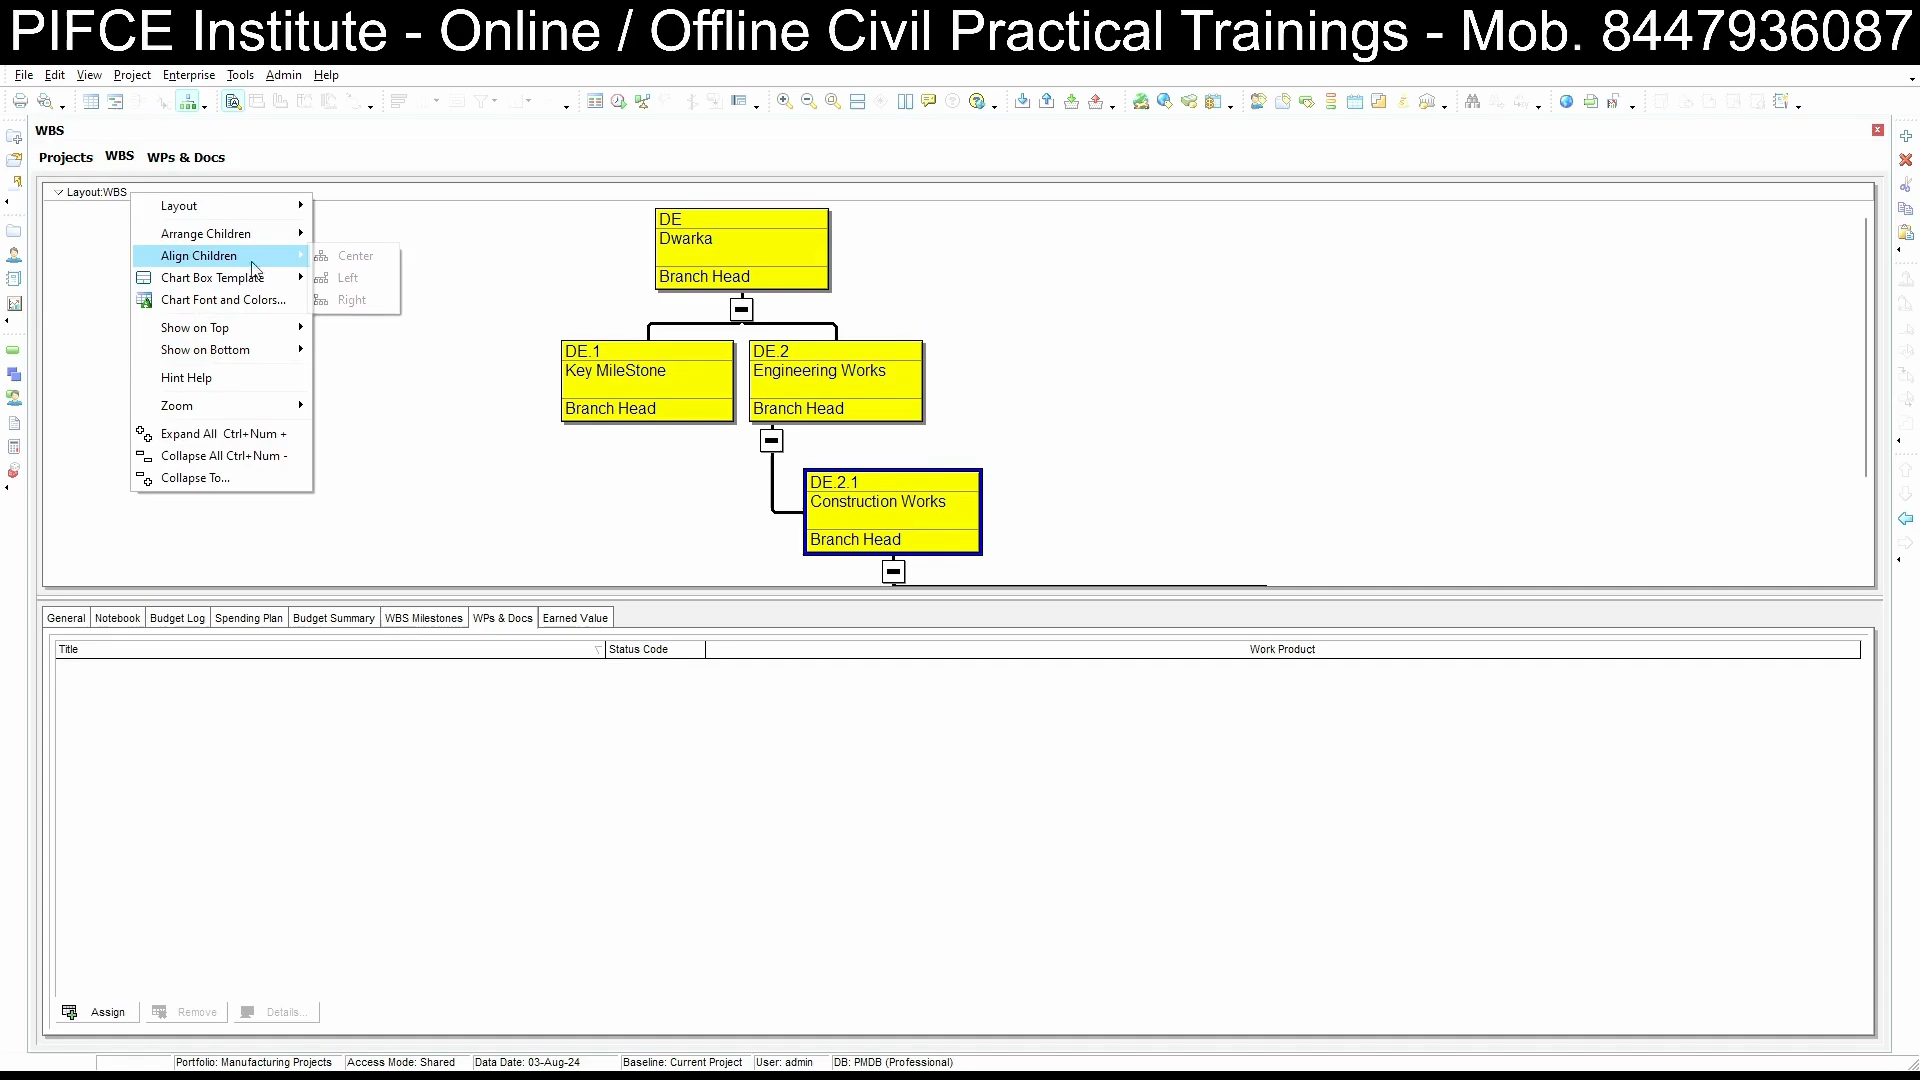 PIFCE Institute - Online / Offline Civil Practical Trainings - Mob. 8447936087
File Edit View Project Enterprise Tools Admin Help
WBS
Projects WBS WPs & Docs
Layout:WBS
Layout
Arrange Children
Align Children
Chart Box Template
Chart Font and Colors...
Show on Top
Show on Bottom
Hint Help
Zoom
Expand All Ctrl+Num +
Collapse All Ctrl+Num -
Collapse To...
Center
Left
Right
DE
Dwarka
Branch Head
DE.1
Key MileStone
Branch Head
DE.2
Engineering Works
Branch Head
DE.2.1
Construction Works
Branch Head
General Notebook Budget Log Spending Plan Budget Summary WBS Milestones WPs & Docs Earned Value
Title Status Code Work Product
Assign Remove Details...
Portfolio: Manufacturing Projects Access Mode: Shared Data Date: 03-Aug-24 Baseline: Current Project User: admin DB: PMDB (Professional)